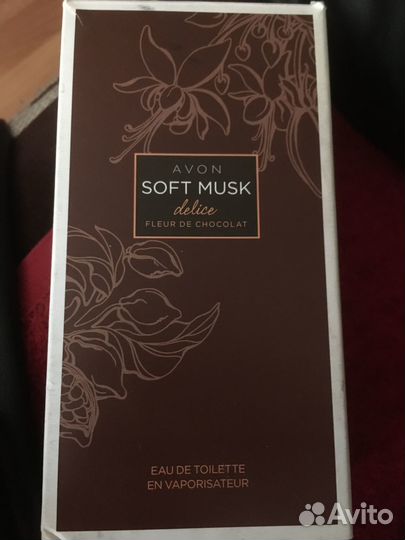 AVON
SOFT MUSK
delice
FLEUR DE CHOCOLAT
EAU DE TOILETTE
EN VAPORISATEUR
Avito